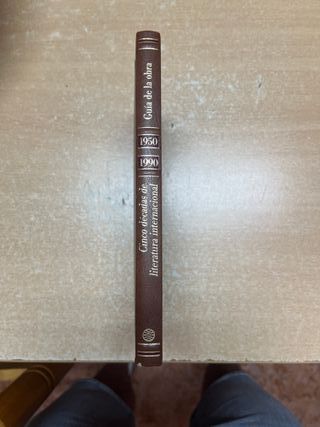 Guía de la obra
1950
1990
Cinco décadas de
literatura internacional